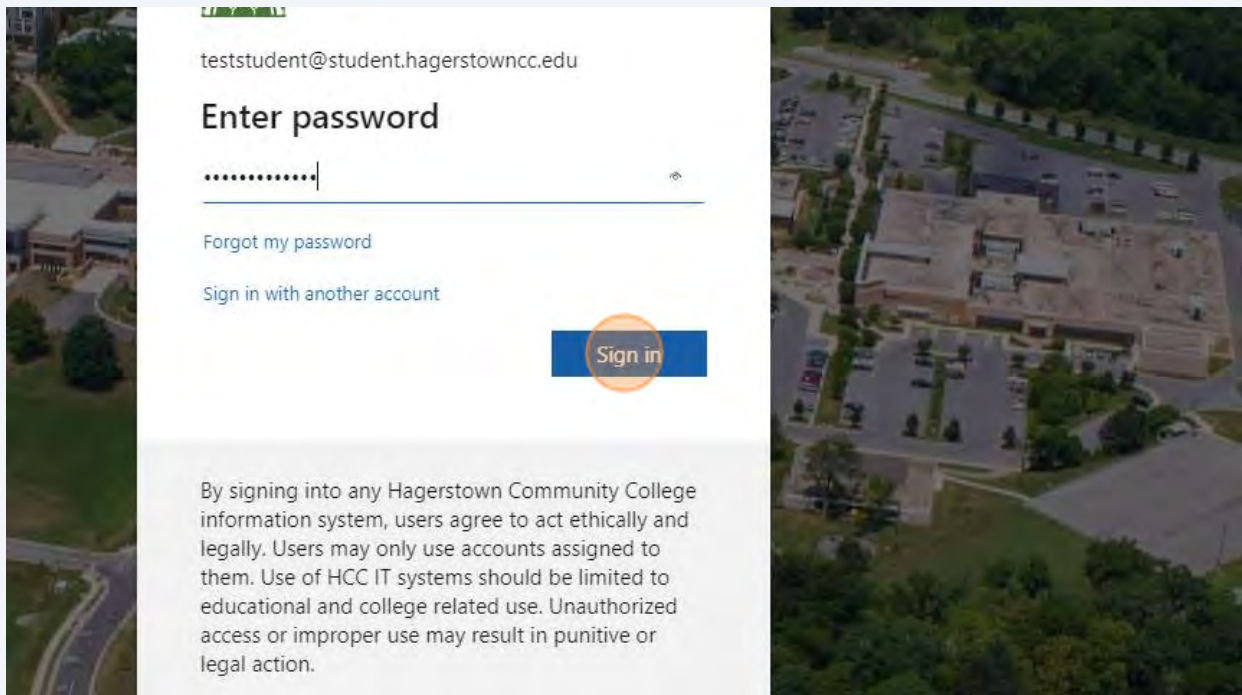 teststudent@student.hagerstowncc.edu
Enter password
•••••••••••••
Forgot my password
Sign in with another account
Sign in
By signing into any Hagerstown Community College
information system, users agree to act ethically and
legally. Users may only use accounts assigned to
them. Use of HCC IT systems should be limited to
educational and college related use. Unauthorized
access or improper use may result in punitive or
legal action.